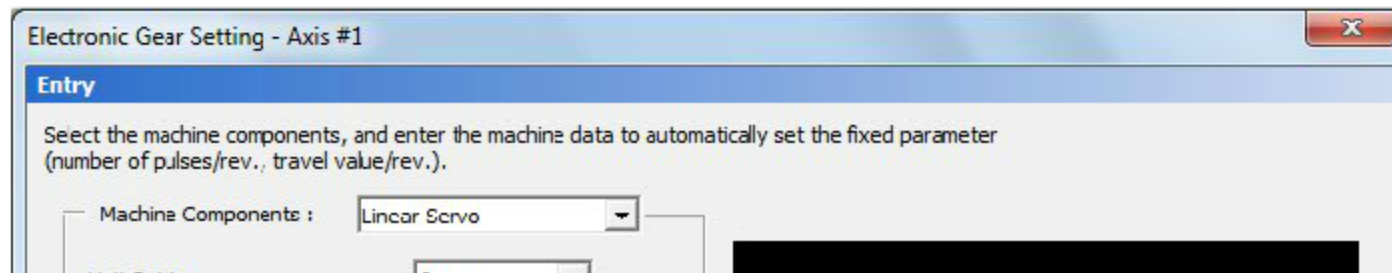 Electronic Gear Setting - Axis #1
Entry
Select the machine components, and enter the machine data to automatically set the fixed parameter
(number of pulses/rev., travel value/rev.).
Machine Components :
Linear Servo